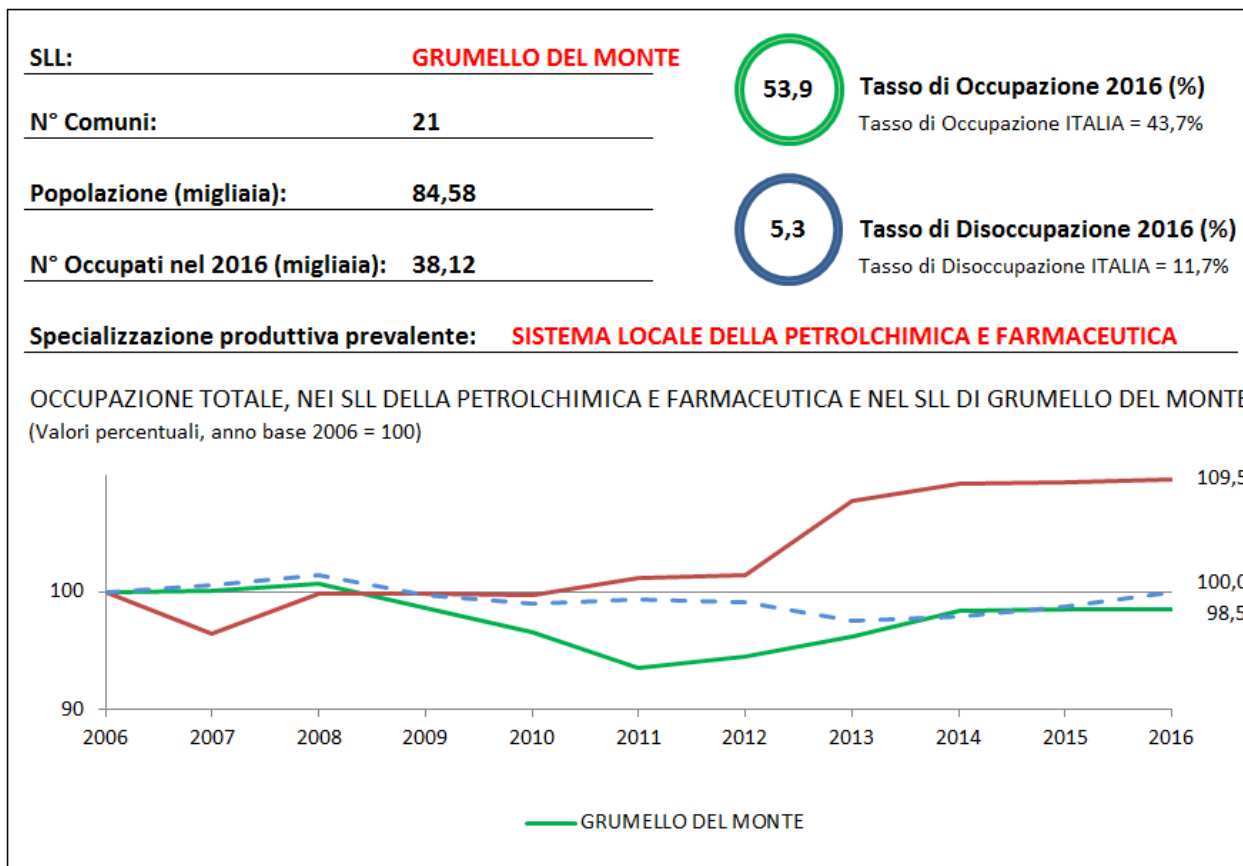 SLL: GRUMELLO DEL MONTE
N° Comuni: 21
Popolazione (migliaia): 84,58
N° Occupati nel 2016 (migliaia): 38,12
53,9 Tasso di Occupazione 2016 (%)
Tasso di Occupazione ITALIA = 43,7%
5,3 Tasso di Disoccupazione 2016 (%)
Tasso di Disoccupazione ITALIA = 11,7%
Specializzazione produttiva prevalente: SISTEMA LOCALE DELLA PETROLCHIMICA E FARMACEUTICA
OCCUPAZIONE TOTALE, NEI SLL DELLA PETROLCHIMICA E FARMACEUTICA E NEL SLL DI GRUMELLO DEL MONTE
(Valori percentuali, anno base 2006 = 100)
109,5
100
100,0
98,5
90
2006 2007 2008 2009 2010 2011 2012 2013 2014 2015 2016
GRUMELLO DEL MONTE